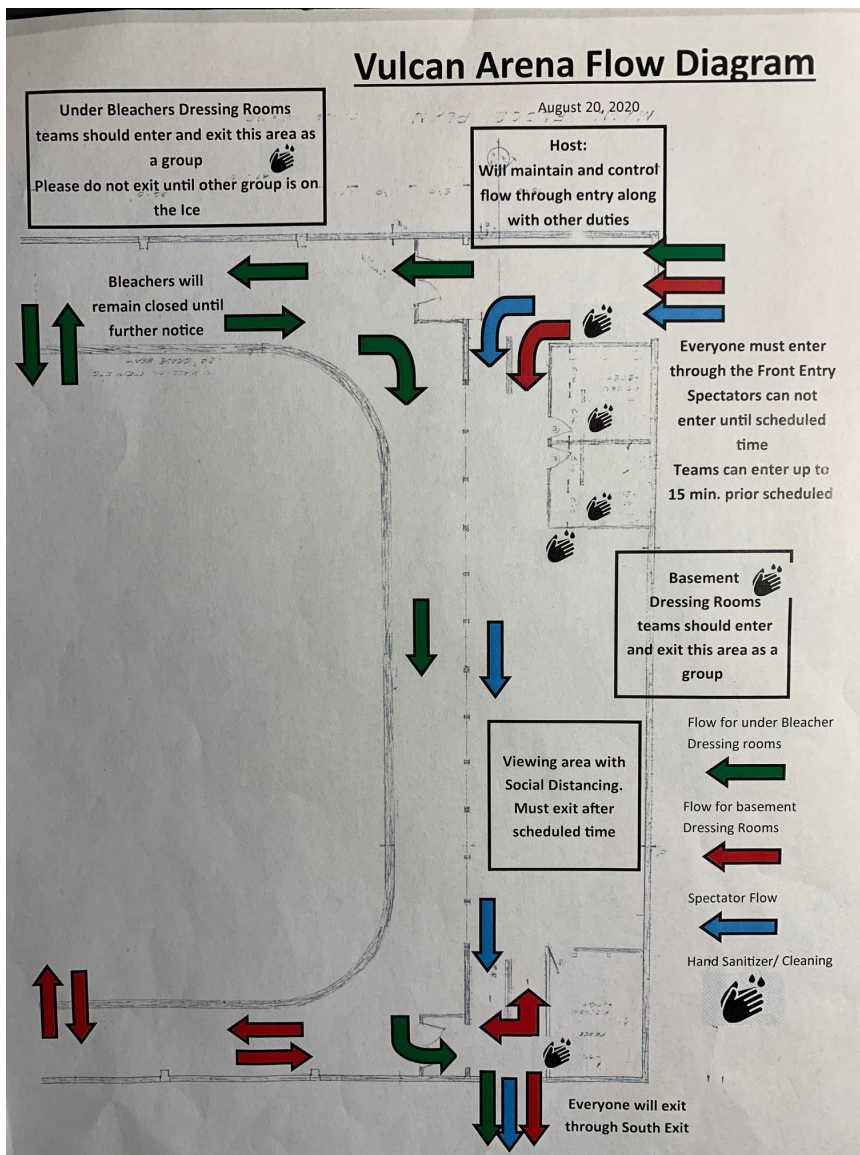 Vulcan Arena Flow Diagram
August 20, 2020
Under Bleachers Dressing Rooms
teams should enter and exit this area as
a group
Please do not exit until other group is on
the Ice
Host:
Will maintain and control
flow through entry along
with other duties
Bleachers will
remain closed until
further notice
Everyone must enter
through the Front Entry
Spectators can not
enter until scheduled
time
Teams can enter up to
15 min. prior scheduled
Basement
Dressing Rooms
teams should enter
and exit this area as a
group
Viewing area with
Social Distancing.
Must exit after
scheduled time
Flow for under Bleacher
Dressing rooms
Flow for basement
Dressing Rooms
Spectator Flow
Hand Sanitizer/ Cleaning
Everyone will exit
through South Exit